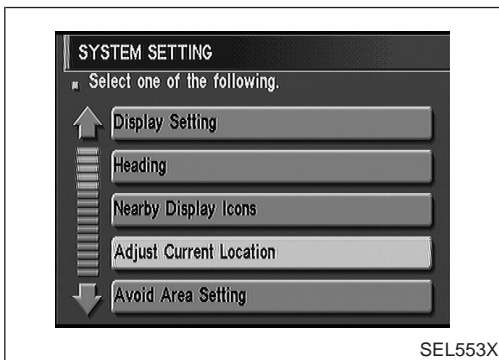 SYSTEM SETTING
Select one of the following.
Display Setting
Heading
Nearby Display Icons
Adjust Current Location
Avoid Area Setting
SEL553X